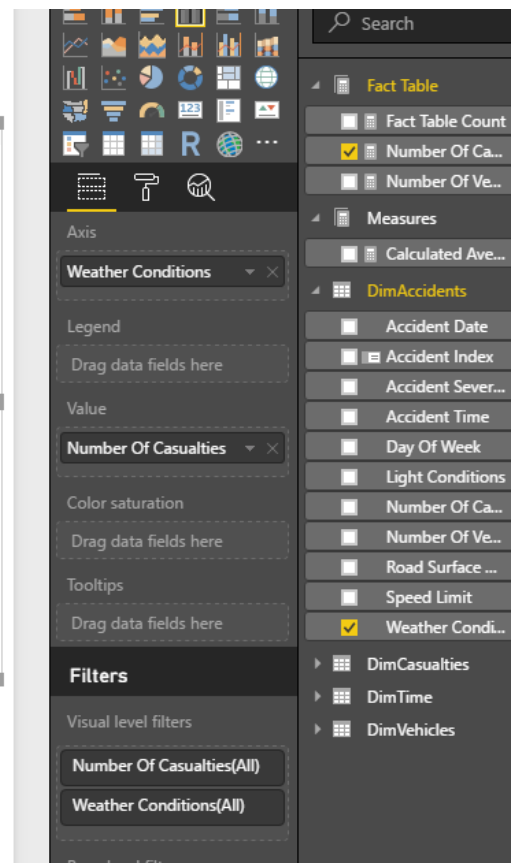 Search
123
R
Axis
Weather Conditions
Legend
Drag data fields here
Value
Number Of Casualties
Color saturation
Drag data fields here
Tooltips
Drag data fields here
Filters
Visual level filters
Number Of Casualties(All)
Weather Conditions(All)
Fact Table
Fact Table Count
Number Of Ca...
Number Of Ve...
Measures
Calculated Ave...
DimAccidents
Accident Date
Accident Index
Accident Sever...
Accident Time
Day Of Week
Light Conditions
Number Of Ca...
Number Of Ve...
Road Surface ...
Speed Limit
Weather Condi...
DimCasualties
DimTime
DimVehicles